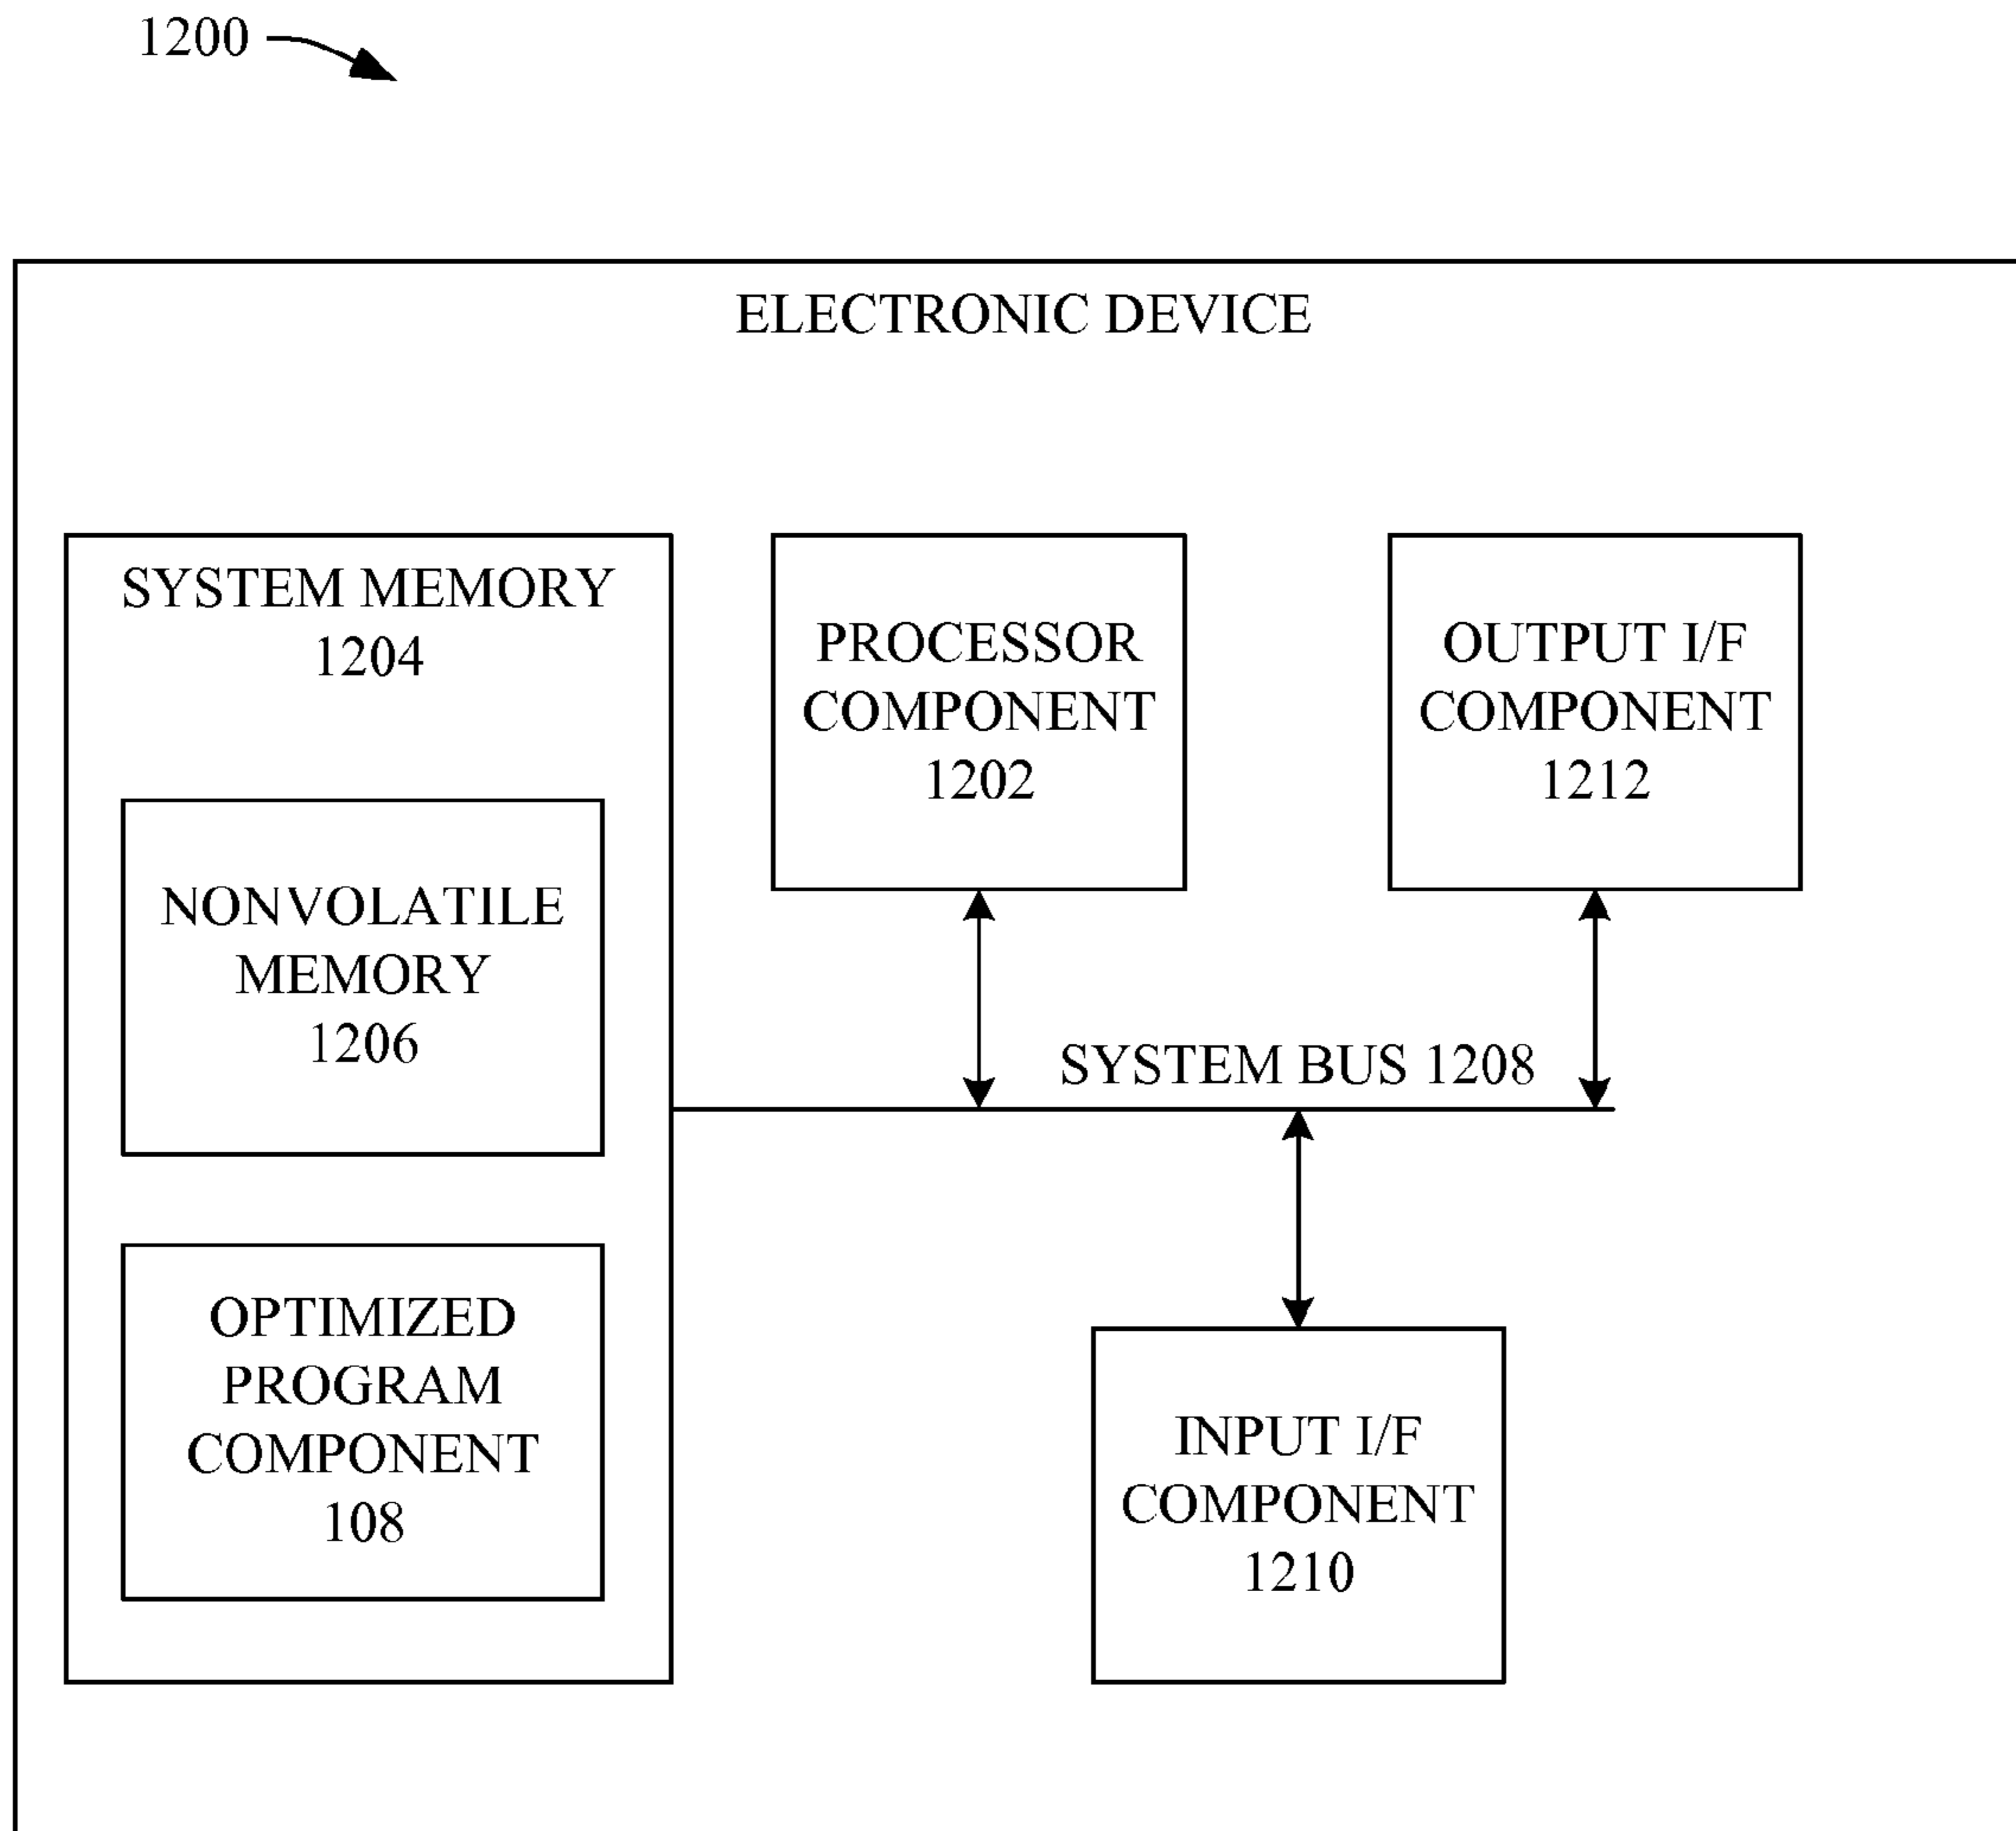 1200
ELECTRONIC DEVICE
SYSTEM MEMORY
1204
NONVOLATILE
MEMORY
1206
OPTIMIZED
PROGRAM
COMPONENT
108
PROCESSOR
COMPONENT
1202
OUTPUT I/F
COMPONENT
1212
SYSTEM BUS 1208
INPUT I/F
COMPONENT
1210